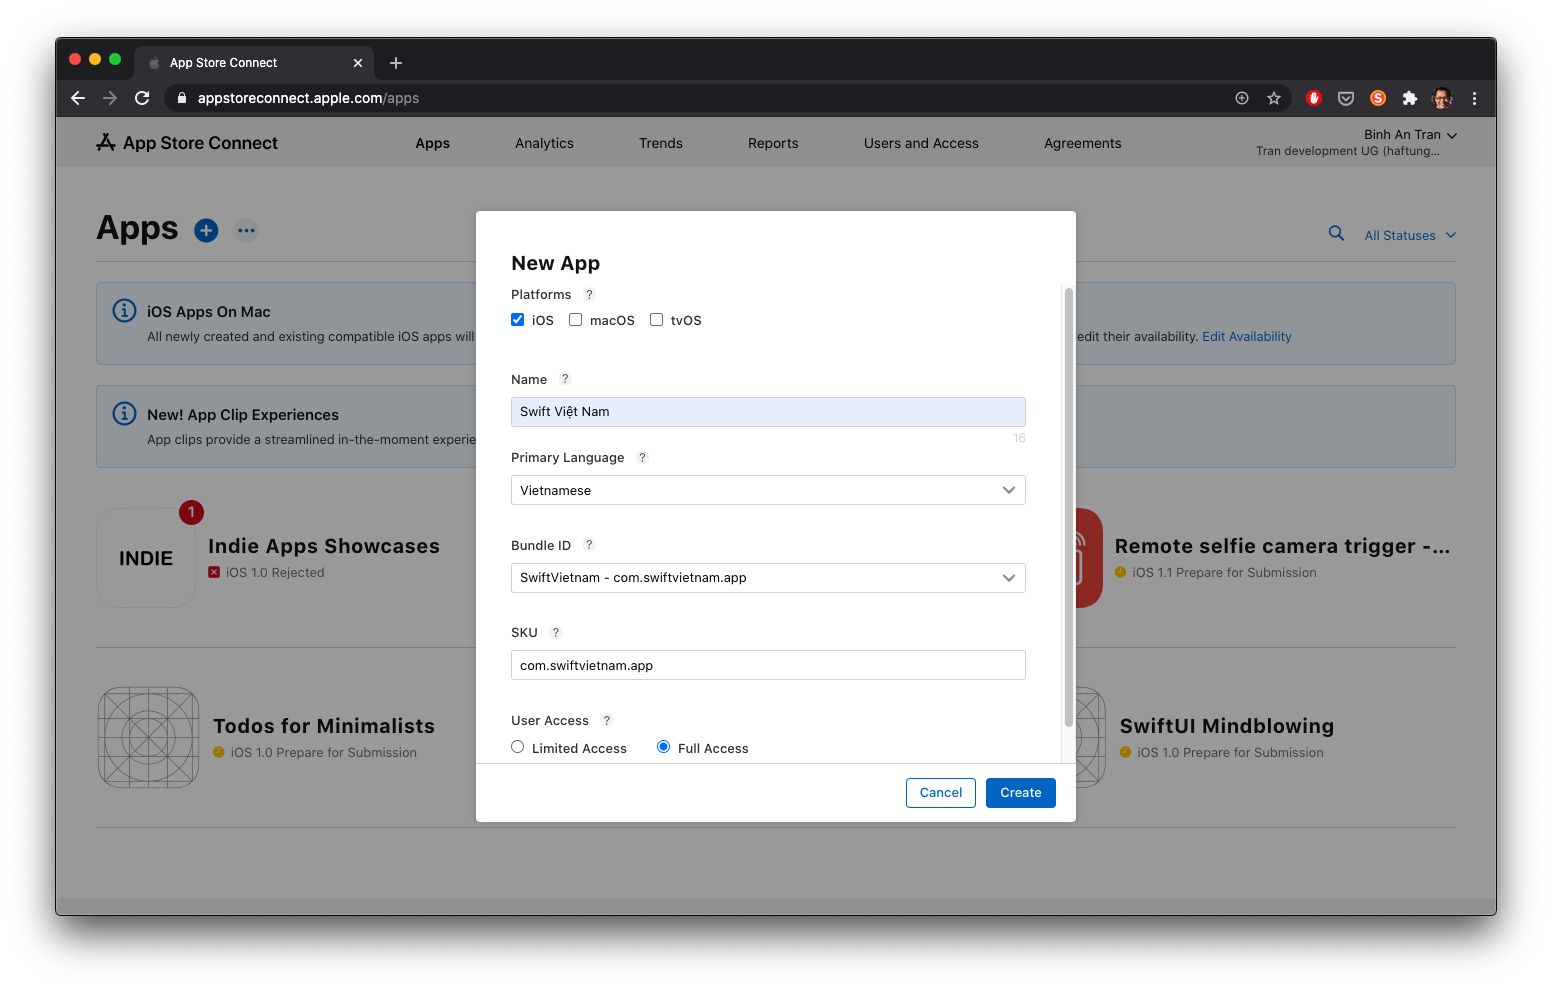 App Store Connect
appstoreconnect.apple.com/apps
App Store Connect
Apps
Analytics
Trends
Reports
Users and Access
Agreements
Binh An Tran
Tran development UG (haftung...
Apps
All Statuses
iOS Apps On Mac
All newly created and existing compatible iOS apps will
edit their availability. Edit Availability
New! App Clip Experiences
App clips provide a streamlined in-the-moment experie
INDIE
1
Indie Apps Showcases
iOS 1.0 Rejected
Remote selfie camera trigger -...
iOS 1.1 Prepare for Submission
Todos for Minimalists
iOS 1.0 Prepare for Submission
SwiftUI Mindblowing
iOS 1.0 Prepare for Submission
New App
Platforms ?
iOS macOS tvOS
Name ?
Swift Việt Nam
16
Primary Language ?
Vietnamese
Bundle ID ?
SwiftVietnam - com.swiftvietnam.app
SKU ?
com.swiftvietnam.app
User Access ?
Limited Access Full Access
Cancel Create